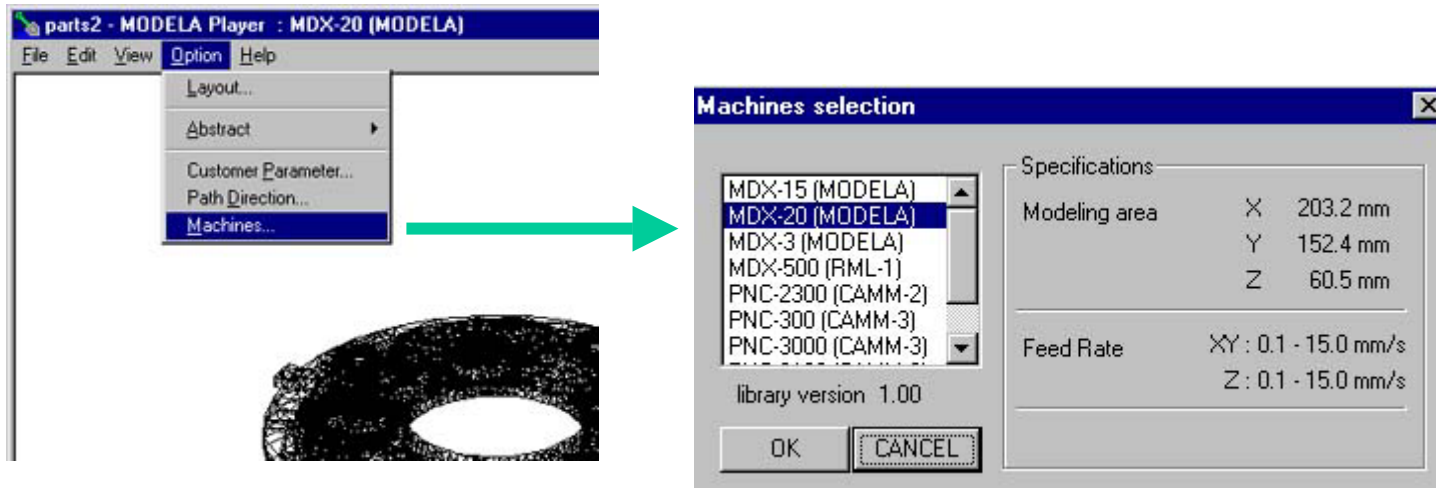 parts2 - MODELA Player : MDX-20 (MODELA)
File Edit View Option Help
Layout...
Abstract
Customer Parameter...
Path Direction...
Machines...
Machines selection
MDX-15 (MODELA)
MDX-20 (MODELA)
MDX-3 (MODELA)
MDX-500 (RML-1)
PNC-2300 (CAMM-2)
PNC-300 (CAMM-3)
PNC-3000 (CAMM-3)
library version 1.00
OK CANCEL
Specifications
Modeling area X 203.2 mm
Y 152.4 mm
Z 60.5 mm
Feed Rate XY : 0.1 - 15.0 mm/s
Z : 0.1 - 15.0 mm/s